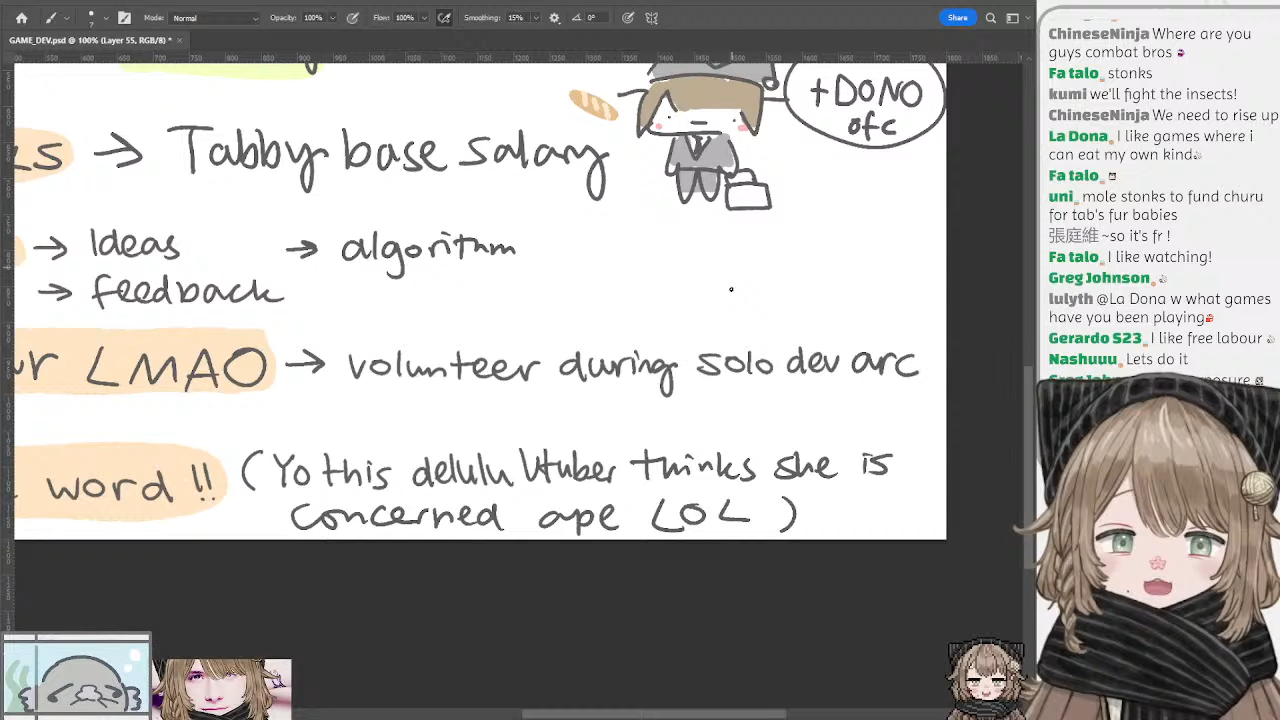 Mode: Normal Opacity: 100% Flow: 100% Smoothing: 15% 0° Share
GAME_DEV.psd @ 100% (Layer 55, RGB/8) *
+DONO
ofc
→ Tabby base salary
→ Ideas → algorithm
→ feedback
ur LMAO → volunteer during solo dev arc
word !! (Yo this delulu Vtuber thinks she is
concerned ape LOL )
ChineseNinja Where are you
guys combat bros
Fa talo stonks
kumi we'll fight the insects!
ChineseNinja We need to rise up
La Dona I like games where i
can eat my own kind
Fa talo
uni mole stonks to fund churu
for tab's fur babies
張庭維 ~so it's fr !
Fa talo I like watching!
Greg Johnson
lulyth @La Dona w what games
have you been playing
Gerardo S23 I like free labour
Nashuuu Lets do it